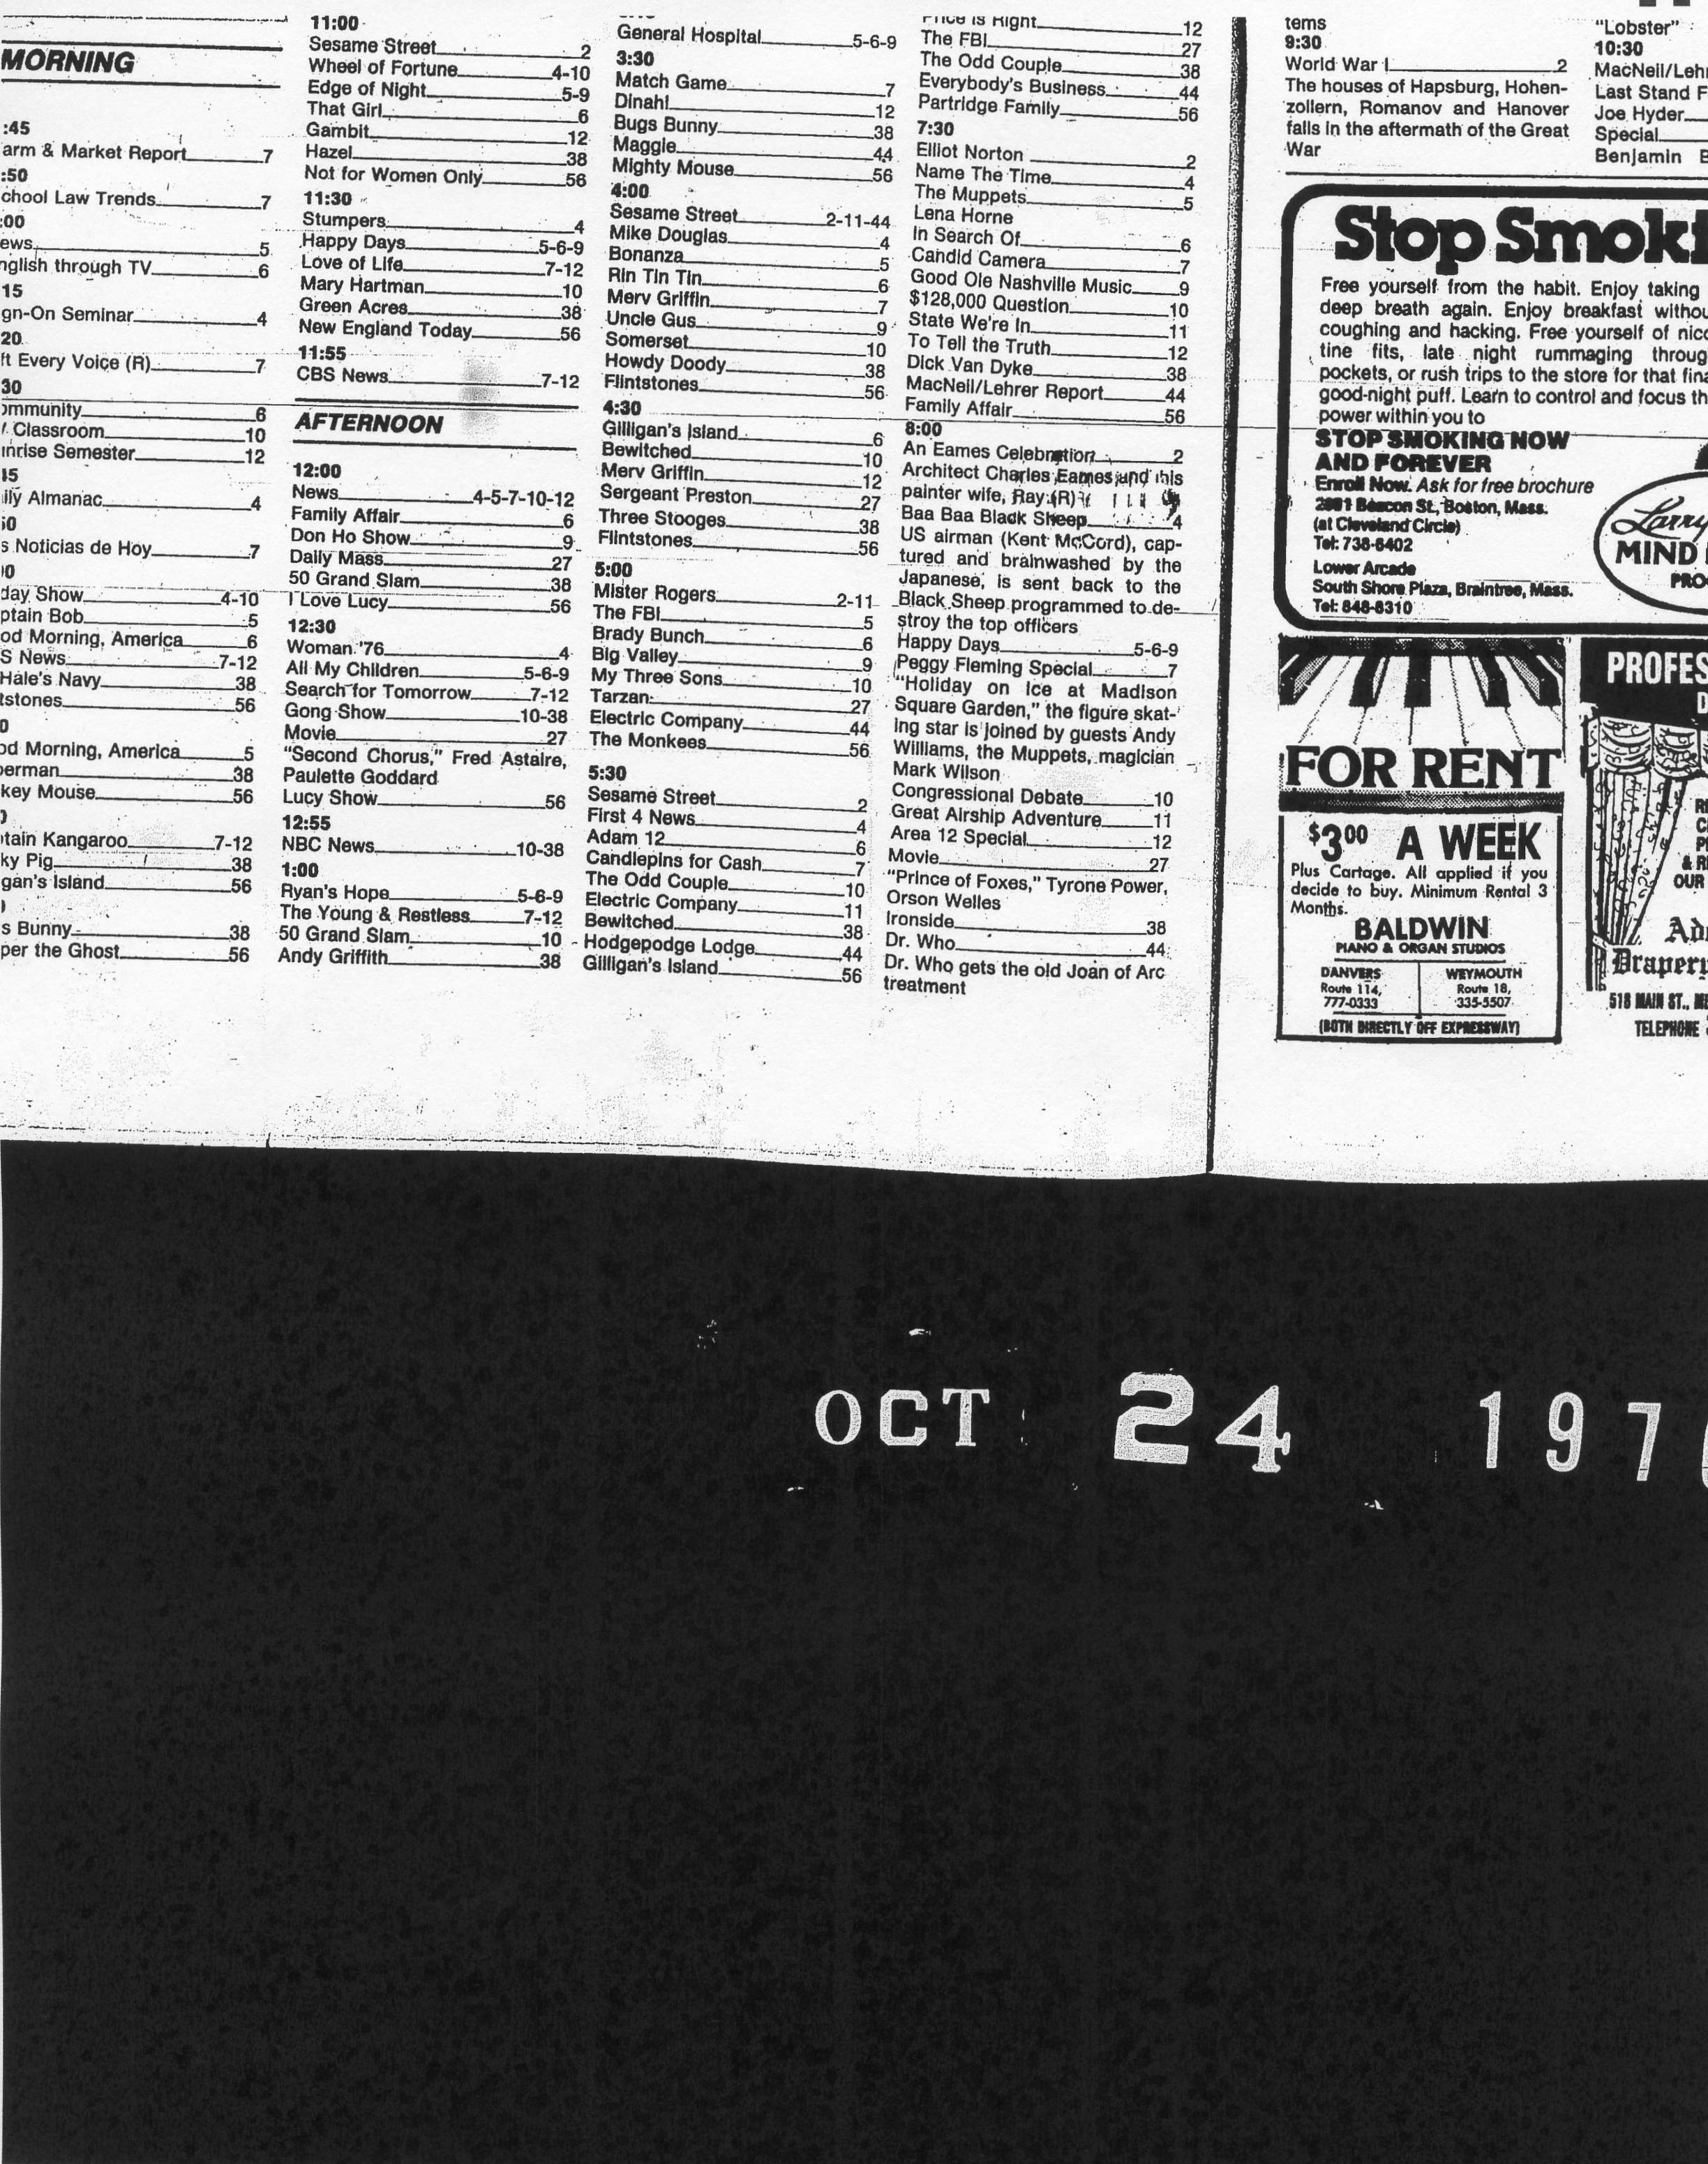 MORNING
:45
arm & Market Report 7
:50
chool Law Trends 7
:00
ews 5
nglish through TV 6
15
gn-On Seminar 4
20
ft Every Voice (R) 7
30
ommunity 6
Classroom 10
unrise Semester 12
45
ily Almanac 4
50
s Noticias de Hoy 7
00
day Show 4-10
ptain Bob 5
od Morning, America 6
S News 7-12
Hale's Navy 38
tstones 56
0
od Morning, America 5
perman 38
key Mouse 56
tain Kangaroo 7-12
ky Pig 38
gan's Island 56
s Bunny 38
per the Ghost 56
11:00
Sesame Street 2
Wheel of Fortune 4-10
Edge of Night 5-9
That Girl 6
Gambit 12
Hazel 38
Not for Women Only 56
11:30
Stumpers 4
Happy Days 5-6-9
Love of Life 7-12
Mary Hartman 10
Green Acres 38
New England Today 56
11:55
CBS News 7-12
AFTERNOON
12:00
News 4-5-7-10-12
Family Affair 6
Don Ho Show 9
Daily Mass 27
50 Grand Slam 38
I Love Lucy 56
12:30
Woman '76 4
All My Children 5-6-9
Search for Tomorrow 7-12
Gong Show 10-38
Movie 27
"Second Chorus," Fred Astaire,
Paulette Goddard
Lucy Show 56
12:55
NBC News 10-38
1:00
Ryan's Hope 5-6-9
The Young & Restless 7-12
50 Grand Slam 10
Andy Griffith 38
General Hospital 5-6-9
3:30
Match Game 7
Dinah! 12
Bugs Bunny 38
Maggie 44
Mighty Mouse 56
4:00
Sesame Street 2-11-44
Mike Douglas 4
Bonanza 5
Rin Tin Tin 6
Merv Griffin 7
Uncle Gus 9
Somerset 10
Howdy Doody 38
Flintstones 56
4:30
Gilligan's Island 6
Bewitched 10
Merv Griffin 12
Sergeant Preston 27
Three Stooges 38
Flintstones 56
5:00
Mister Rogers 2-11
The FBI 5
Brady Bunch 6
Big Valley 9
My Three Sons 10
Tarzan 27
Electric Company 44
The Monkees 56
5:30
Sesame Street 2
First 4 News 4
Adam 12 6
Candlepins for Cash 7
The Odd Couple 10
Electric Company 11
Bewitched 38
Hodgepodge Lodge 44
Gilligan's Island 56
Price is Right 12
The FBI 27
The Odd Couple 38
Everybody's Business 44
Partridge Family 56
7:30
Elliot Norton 2
Name The Time 4
The Muppets 5
Lena Horne
In Search Of 6
Candid Camera 7
Good Ole Nashville Music 9
$128,000 Question 10
State We're In 11
To Tell the Truth 12
Dick Van Dyke 38
MacNeil/Lehrer Report 44
Family Affair 56
8:00
An Eames Celebration 2
Architect Charles Eames and his
painter wife, Ray (R)
Baa Baa Black Sheep 4
US airman (Kent McCord), cap-
tured and brainwashed by the
Japanese, is sent back to the
Black Sheep programmed to de-
stroy the top officers
Happy Days 5-6-9
Peggy Fleming Special 7
"Holiday on Ice at Madison
Square Garden," the figure skat-
ing star is joined by guests Andy
Williams, the Muppets, magician
Mark Wilson
Congressional Debate 10
Great Airship Adventure 11
Area 12 Special 12
Movie 27
"Prince of Foxes," Tyrone Power,
Orson Welles
Ironside 38
Dr. Who 44
Dr. Who gets the old Joan of Arc
treatment
tems
9:30
World War I 2
The houses of Hapsburg, Hohen-
zollern, Romanov and Hanover
falls in the aftermath of the Great
War
"Lobster"
10:30
MacNeil/Lehr
Last Stand F
Joe Hyder
Special
Benjamin B
Stop Smoki
Free yourself from the habit. Enjoy taking
deep breath again. Enjoy breakfast withou
coughing and hacking. Free yourself of nico
tine fits, late night rummaging throug
pockets, or rush trips to the store for that fina
good-night puff. Learn to control and focus th
power within you to
STOP SMOKING NOW
AND FOREVER
Enroll Now. Ask for free brochure
2001 Beacon St., Boston, Mass.
(at Cleveland Circle)
Tel: 738-6402
Lower Arcade
South Shore Plaza, Braintree, Mass.
Tel: 848-8310
Larry
MIND
PRO
FOR RENT
$3.00 A WEEK
Plus Cartage. All applied if you
decide to buy. Minimum Rental 3
Months.
BALDWIN
PIANO & ORGAN STUDIOS
DANVERS
Route 114,
777-0333
WEYMOUTH
Route 18,
335-5507
(BOTH DIRECTLY OFF EXPRESSWAY)
PROFES
D
& R
OUR
Drapery
518 MAIN ST., ME
TELEPHONE
OCT 24 197